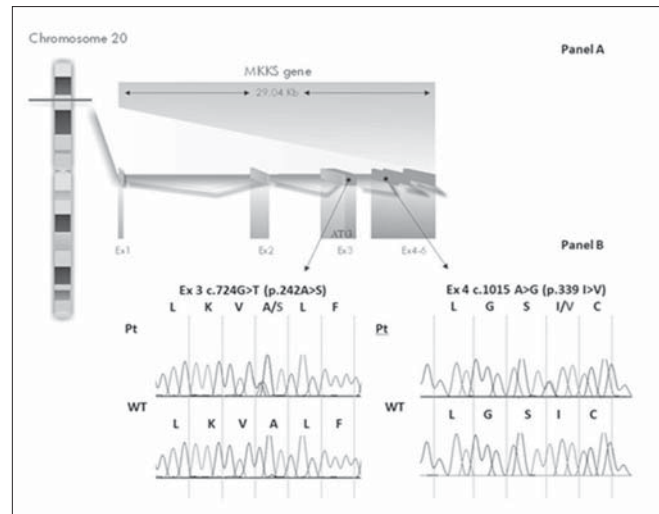 Chromosome 20
Panel A
MKKS gene
29,04 Kb
ATG
Ex1 Ex2 Ex3 Ex4-6
Panel B
Ex 3 c.724G>T (p.242A>S)
L K V A/S L F
Pt
WT
L K V A L F
Ex 4 c.1015 A>G (p.339 I>V)
L G S I/V C
Pt
WT
L G S I C